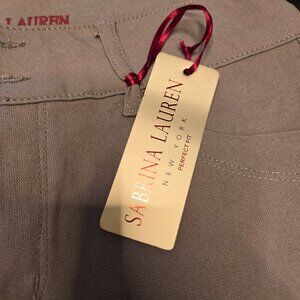 LAUREN
SABRINA LAUREN
NEW YORK
PERFECT FIT